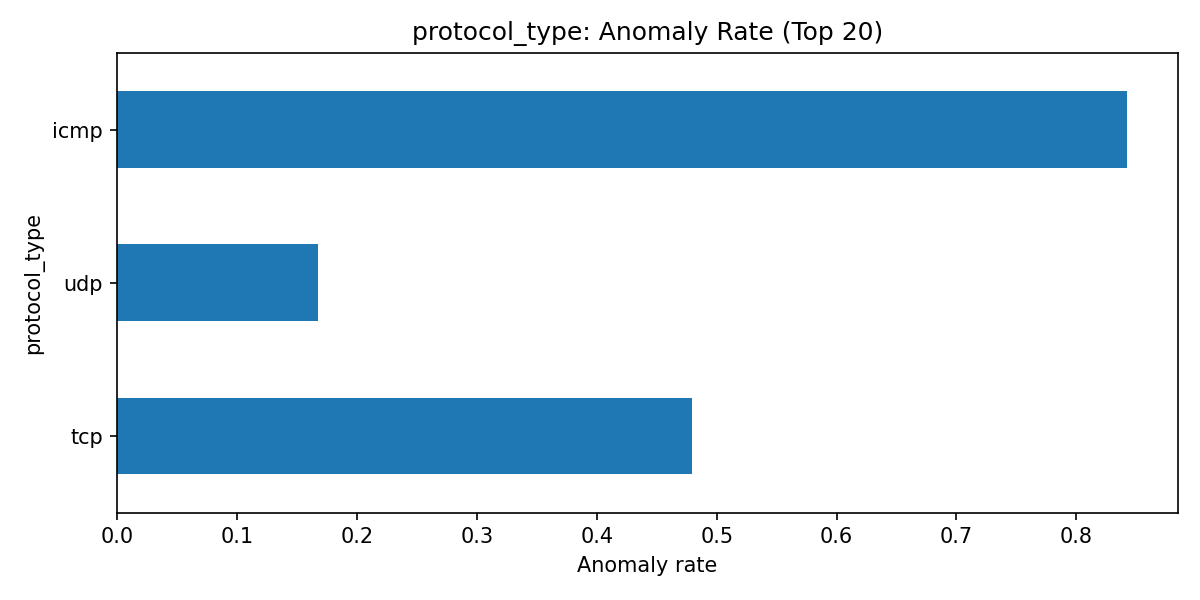 protocol_type: Anomaly Rate (Top 20)
protocol_type
icmp
udp
tcp
0.0 0.1 0.2 0.3 0.4 0.5 0.6 0.7 0.8
Anomaly rate